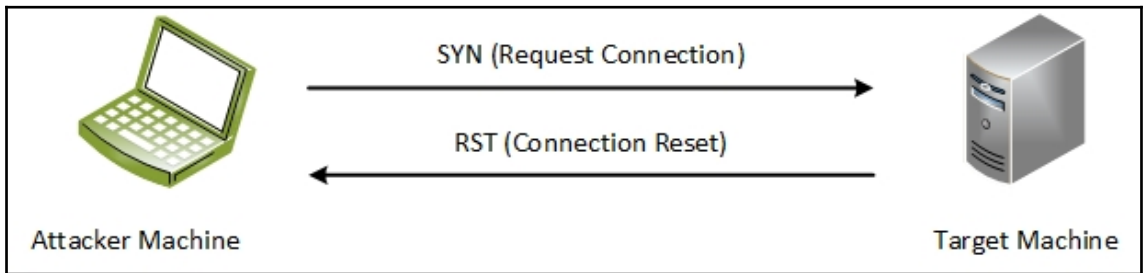 SYN (Request Connection)
RST (Connection Reset)
Attacker Machine
Target Machine